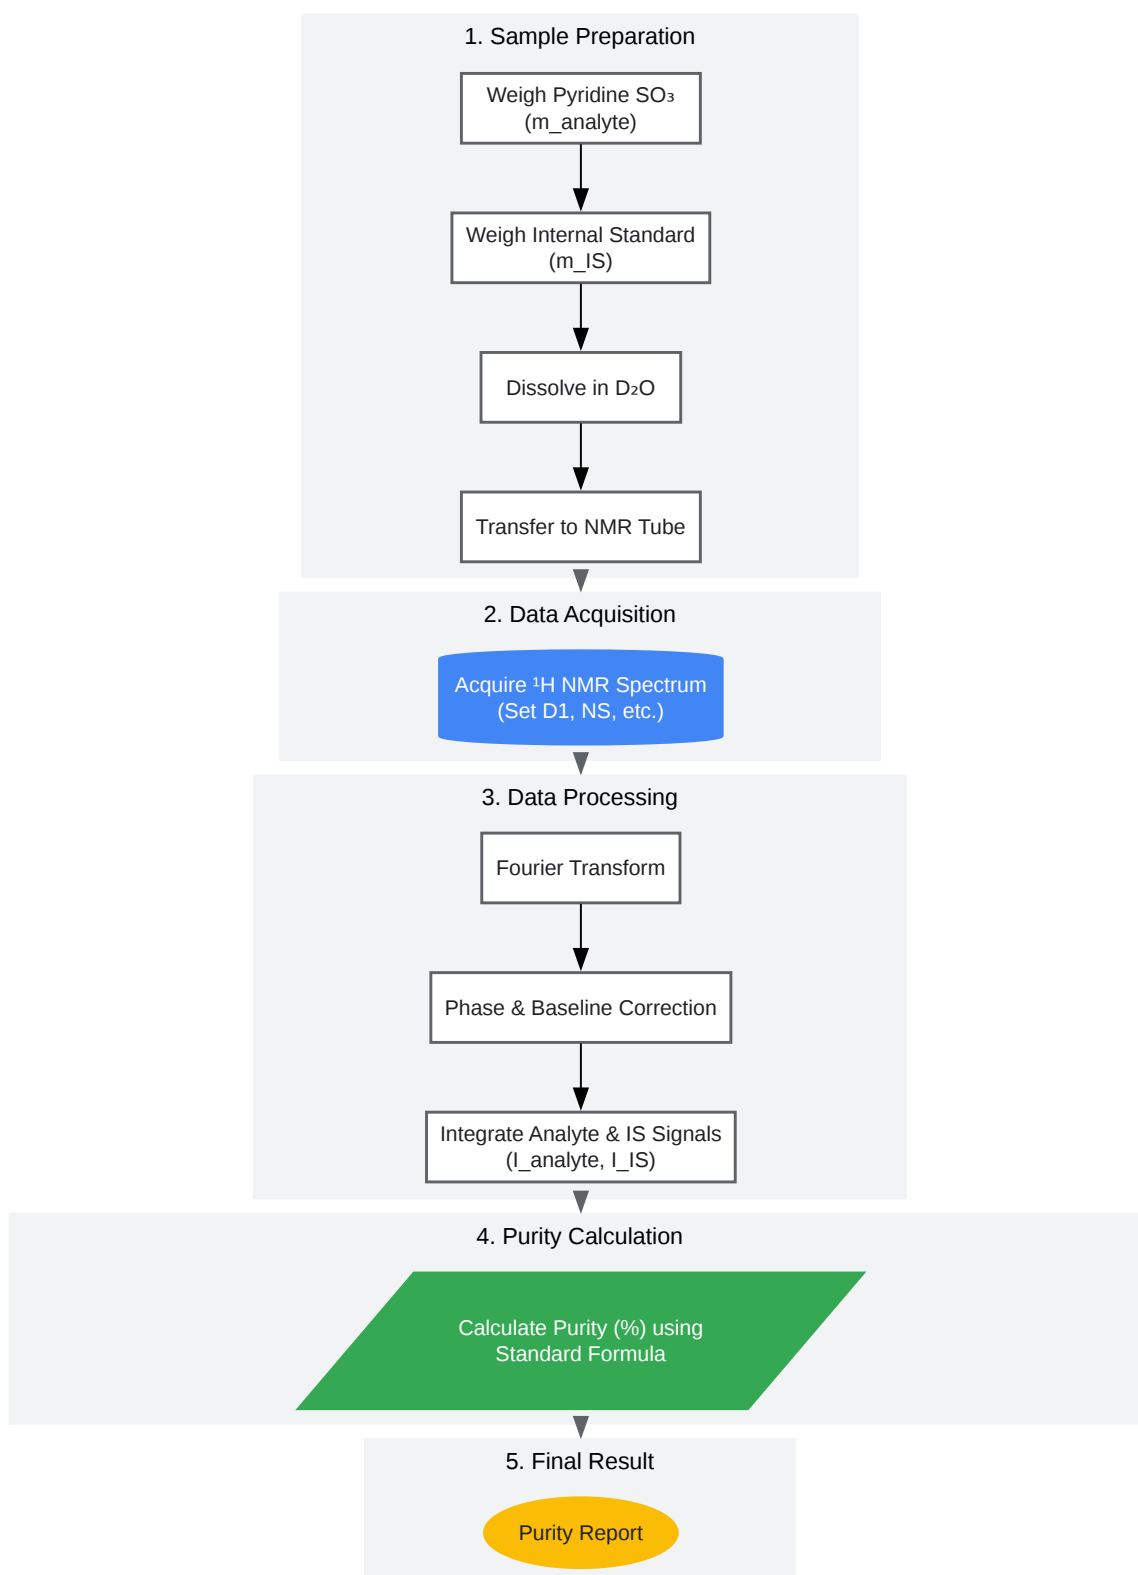 1. Sample Preparation
Weigh Pyridine SO₃
(m_analyte)
Weigh Internal Standard
(m_IS)
Dissolve in D₂O
Transfer to NMR Tube
2. Data Acquisition
Acquire ¹H NMR Spectrum
(Set D1, NS, etc.)
3. Data Processing
Fourier Transform
Phase & Baseline Correction
Integrate Analyte & IS Signals
(I_analyte, I_IS)
4. Purity Calculation
Calculate Purity (%) using
Standard Formula
5. Final Result
Purity Report